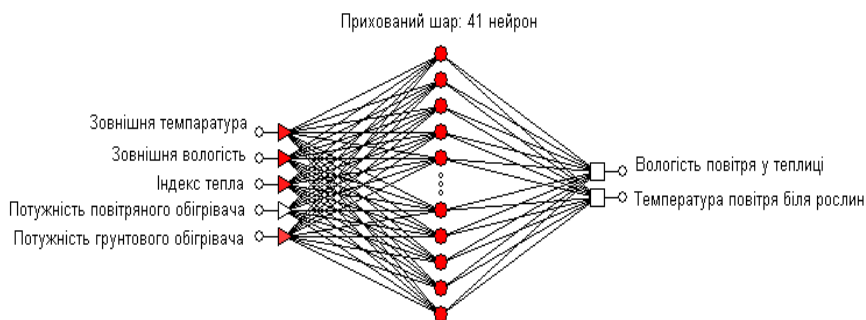 Прихований шар: 41 нейрон
Зовнішня темпаратура
Зовнішня вологість
Індекс тепла
Потужність повітряного обігрівача
Потужність грунтового обігрівача
Вологість повітря у теплиці
Температура повітря біля рослин